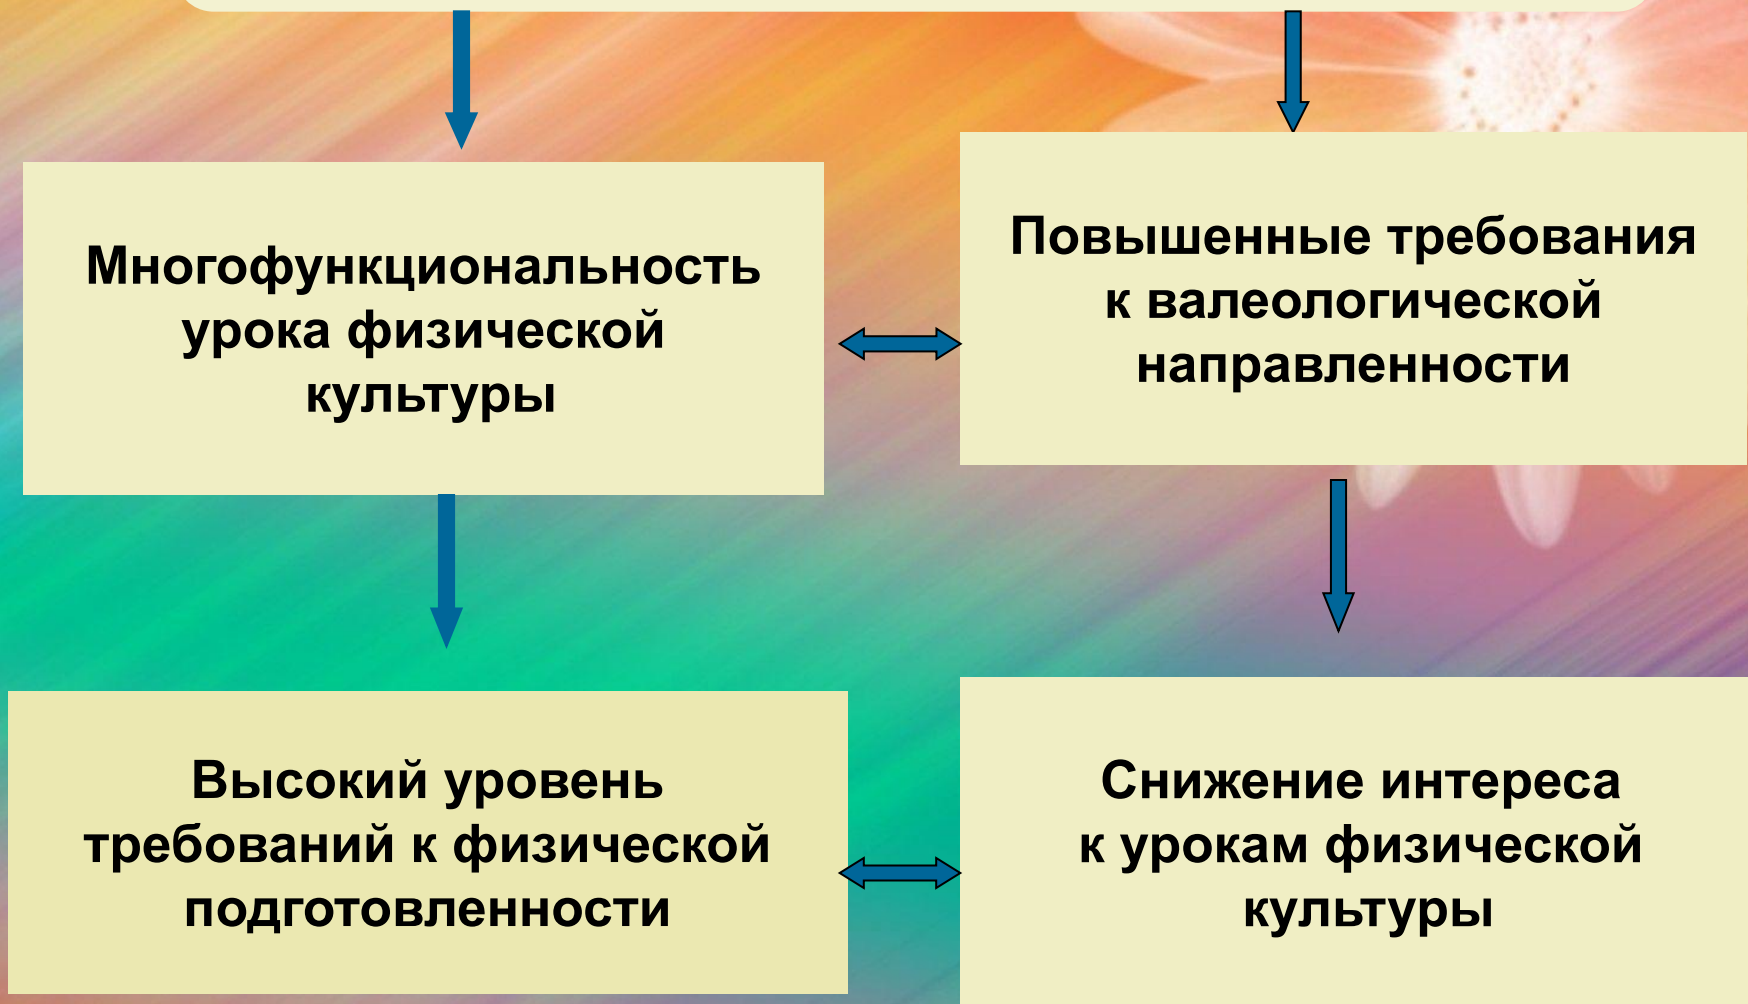 Многофункциональность
урока физической
культуры
Повышенные требования
к валеологической
направленности
Высокий уровень
требований к физической
подготовленности
Снижение интереса
к урокам физической
культуры